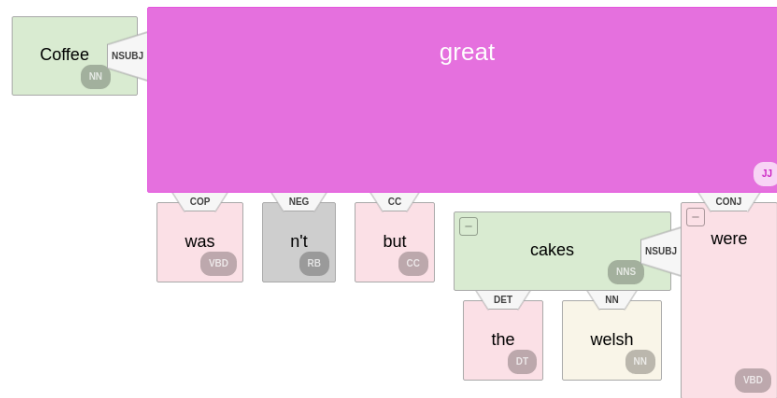 Coffee NSUBJ great
NN
JJ
COP NEG CC CONJ
was n't but cakes NSUBJ were
VBD RB CC NNS
DET NN
the welsh
DT NN VBD